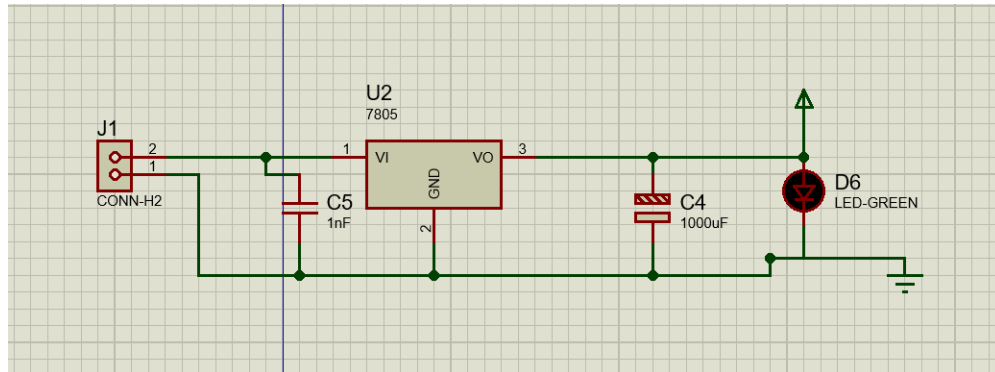 J1
2
1
CONN-H2
C5
1nF
U2
7805
1
VI
VO
3
GND
2
C4
1000uF
D6
LED-GREEN